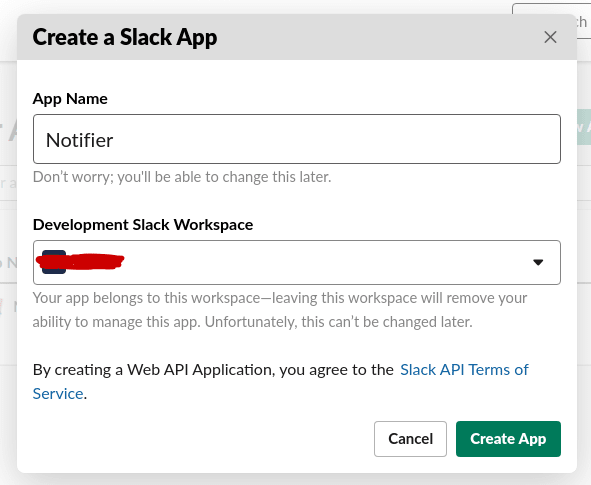 Create a Slack App
App Name
Notifier
Don't worry; you'll be able to change this later.
Development Slack Workspace
Your app belongs to this workspace—leaving this workspace will remove your
ability to manage this app. Unfortunately, this can't be changed later.
By creating a Web API Application, you agree to the Slack API Terms of
Service.
Cancel
Create App